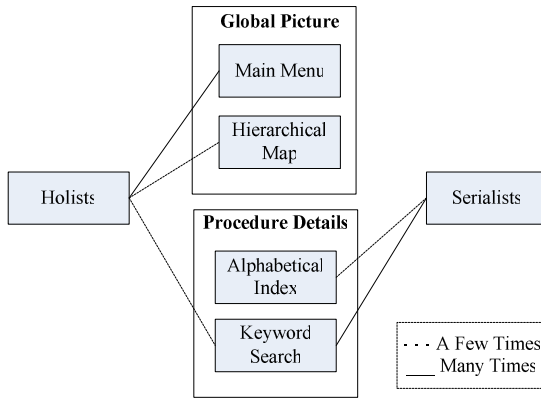 Global Picture
Main Menu
Hierarchical
Map
Holists
Serialists
Procedure Details
Alphabetical
Index
Keyword
Search
A Few Times
Many Times